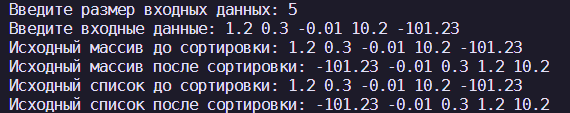 Введите размер входных данных: 5
Введите входные данные: 1.2 0.3 -0.01 10.2 -101.23
Исходный массив до сортировки: 1.2 0.3 -0.01 10.2 -101.23
Исходный массив после сортировки: -101.23 -0.01 0.3 1.2 10.2
Исходный список до сортировки: 1.2 0.3 -0.01 10.2 -101.23
Исходный список после сортировки: -101.23 -0.01 0.3 1.2 10.2